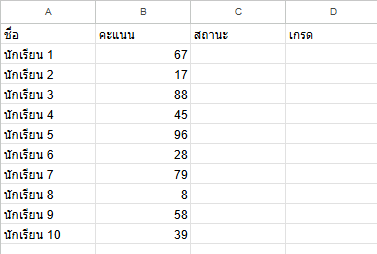 A B C D
ชื่อ คะแนน สถานะ เกรด
นักเรียน 1 67
นักเรียน 2 17
นักเรียน 3 88
นักเรียน 4 45
นักเรียน 5 96
นักเรียน 6 28
นักเรียน 7 79
นักเรียน 8 8
นักเรียน 9 58
นักเรียน 10 39